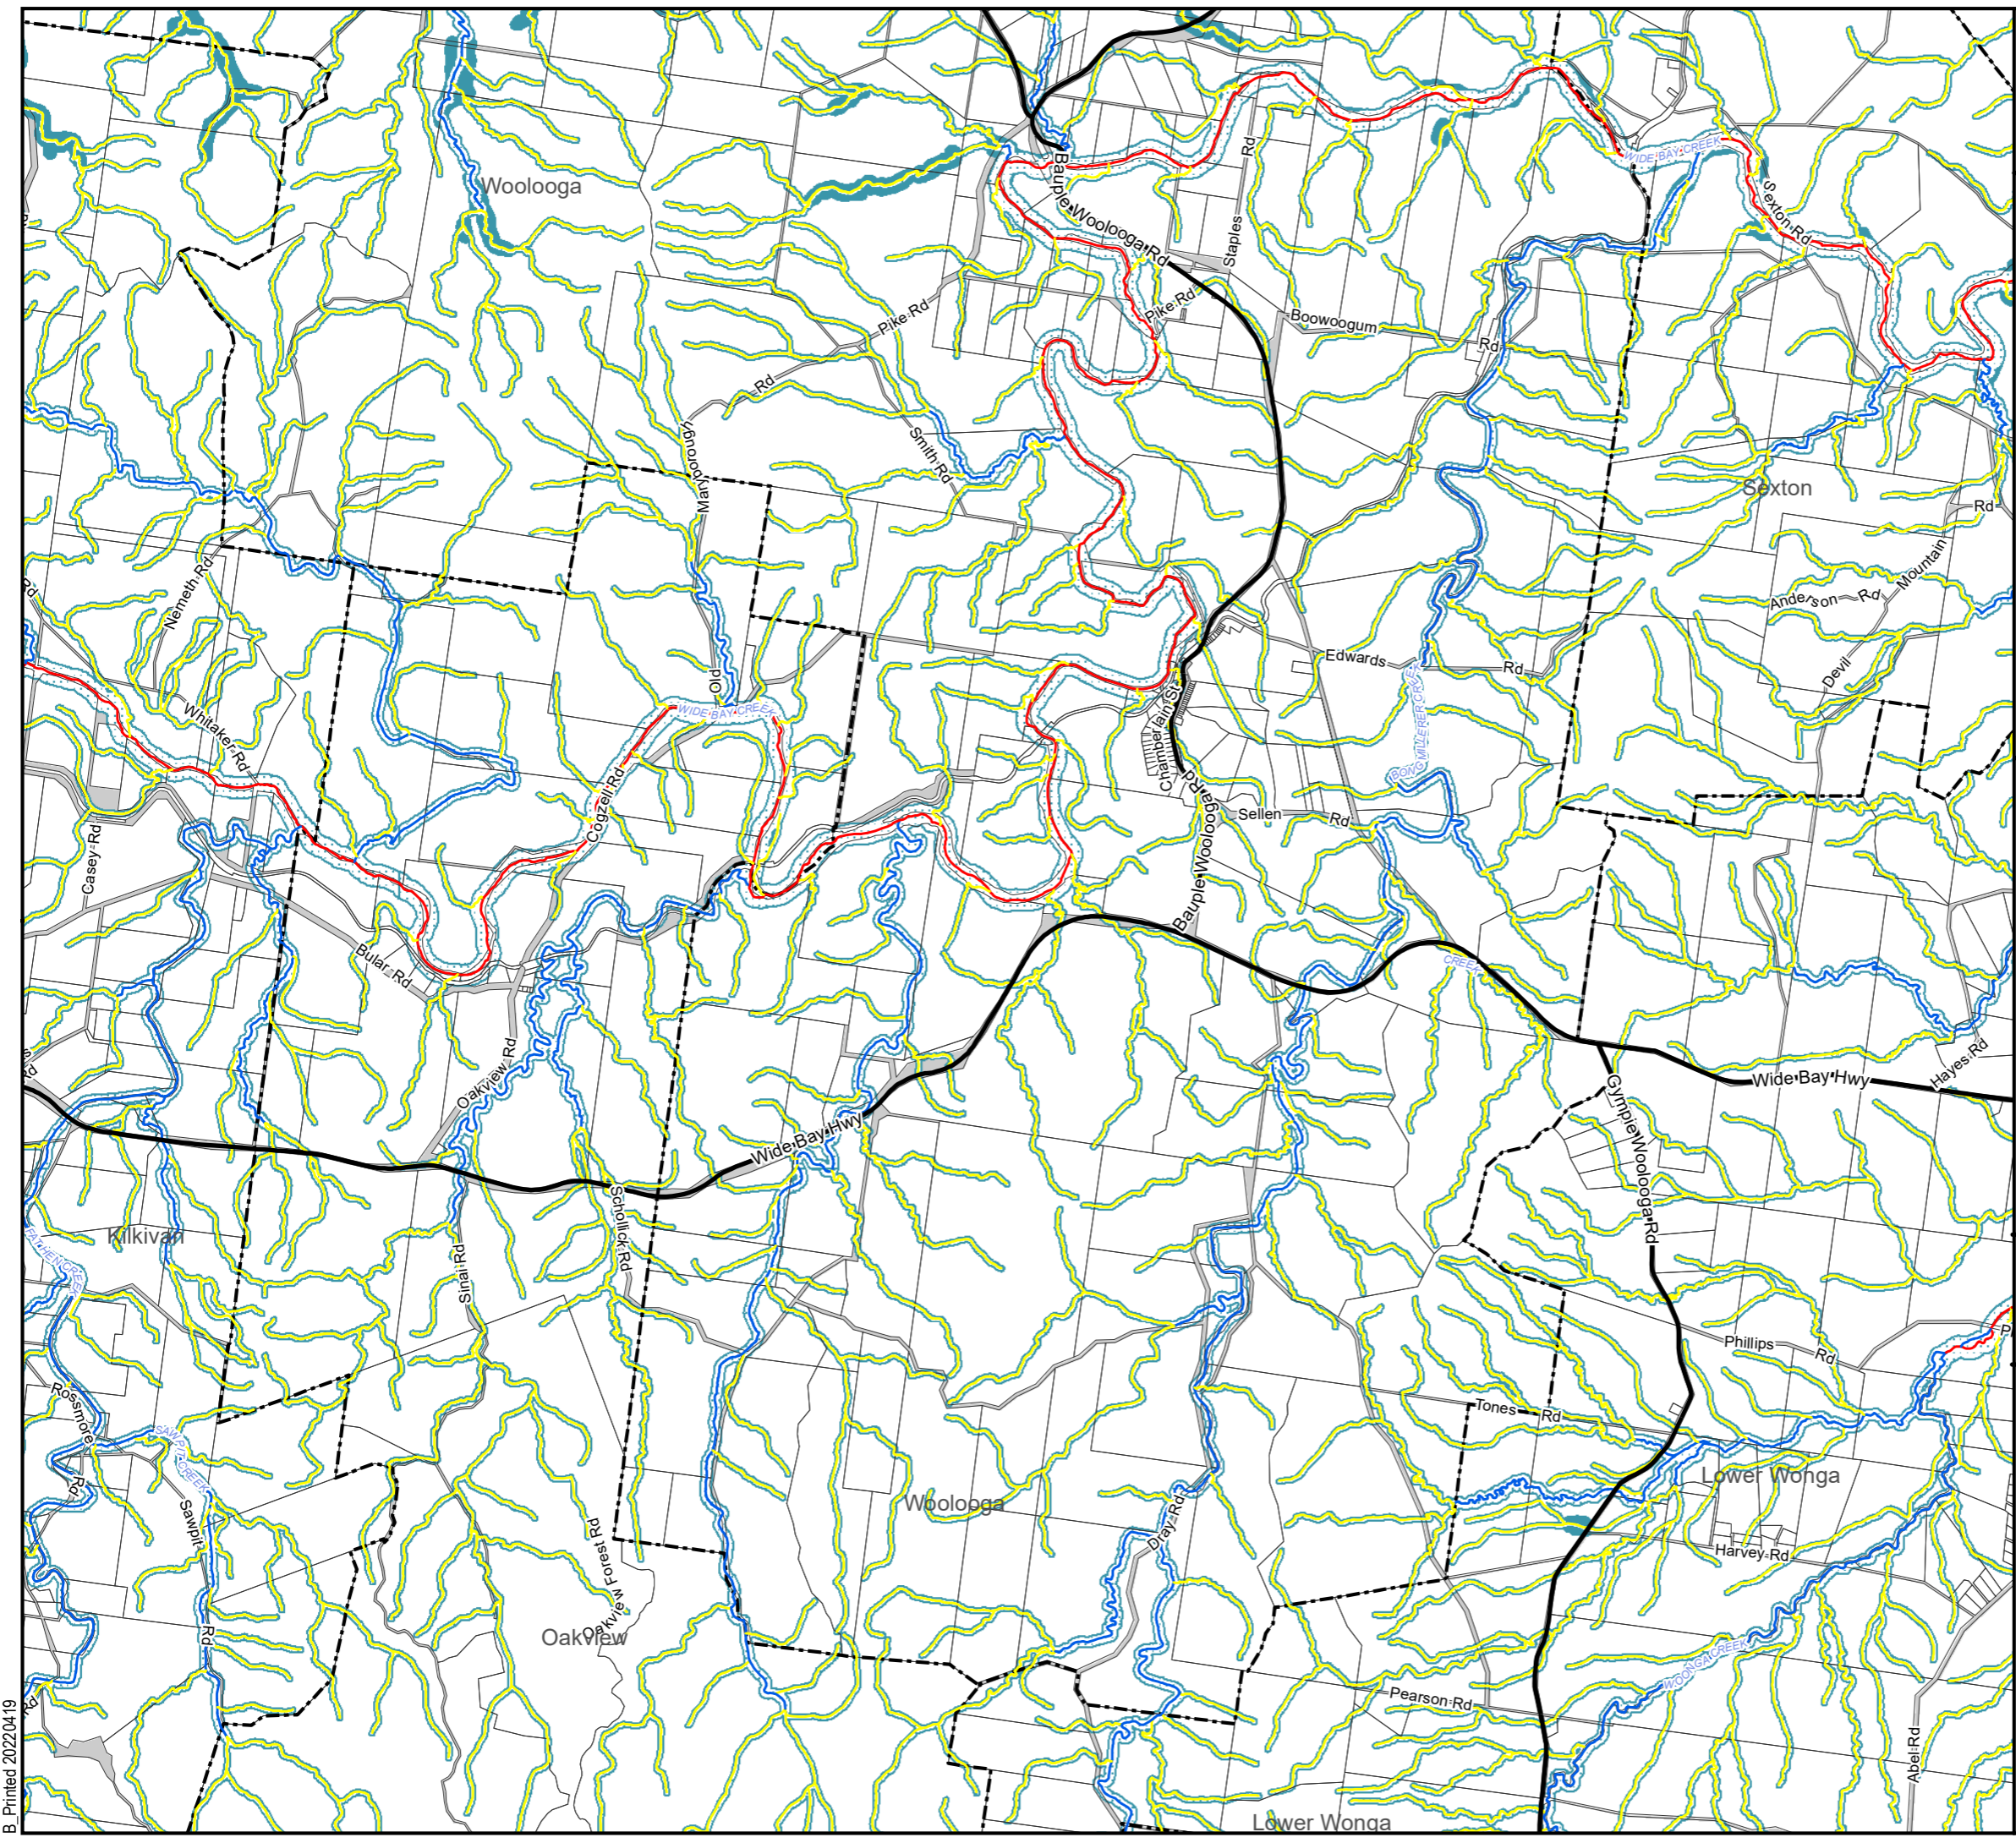 Woolooga
WIDE BAY CREEK
Bauple Woolooga Rd
Staples Rd
Sexton Rd
Pike Rd
Pike Rd
Boowoogum Rd
Rd
Smith Rd
Old Maryborough Rd
Sexton
Rd
Nemeth Rd
Anderson Rd
Devil Mountain
Edwards Rd
Whitaker Rd
WIDE BAY CREEK
Chamberlain St
Cogzell Rd
Sellen Rd
Casey Rd
Bauple Woolooga Rd
Bular Rd
CREEK
Oakview Rd
Hayes Rd
Wide Bay Hwy
Gympie Woolooga Rd
Wide Bay Hwy
Kilkivan
Schollick Rd
Sinai Rd
Phillips Rd
Rossmore Rd
SAWPIT CREEK
Tones Rd
Lower Wonga
Woolooga
Sawpit Rd
Dray Rd
Harvey Rd
Oakview Forest Rd
Oakview
WOONGA CREEK
Pearson Rd
Rd
Abel Rd
Lower Wonga
B_Printed 20220419